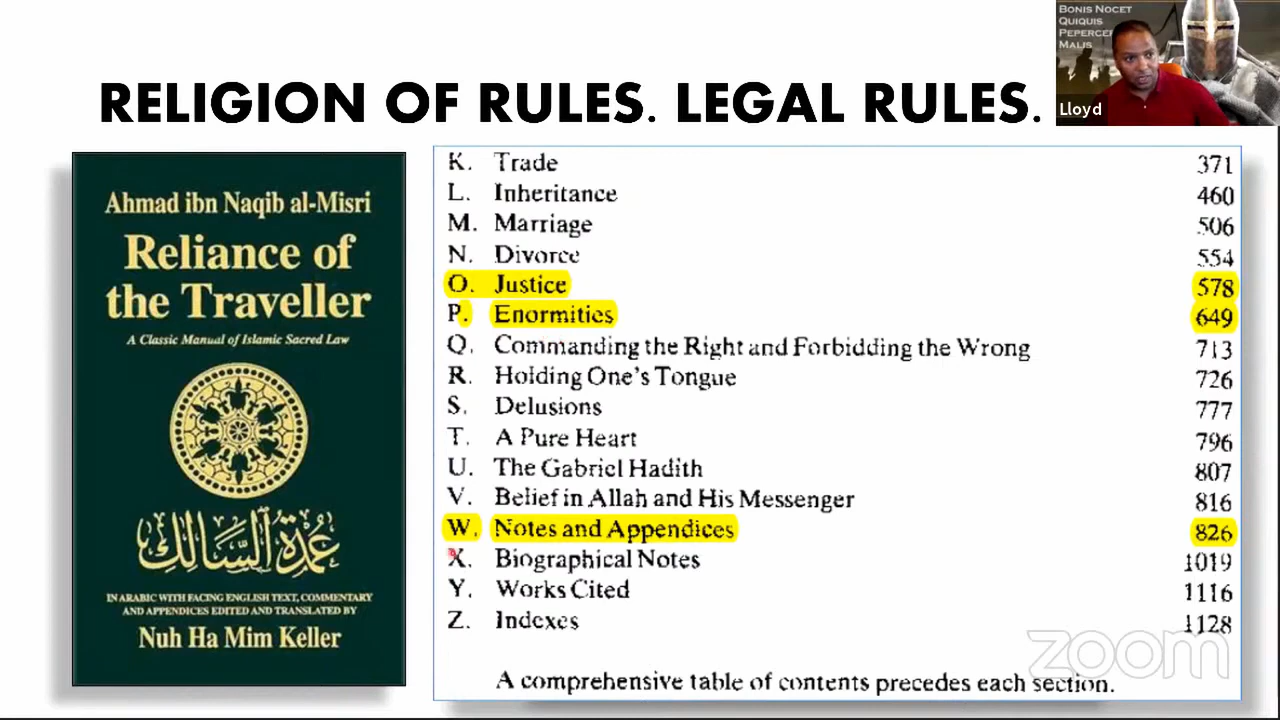 BONIS NOCET
QUIQUIS
PEPERCER
MALIS
Lloyd
RELIGION OF RULES. LEGAL RULES.
Ahmad ibn Naqib al-Misri
Reliance of
the Traveller
A Classic Manual of Islamic Sacred Law
عمدة السالك
IN ARABIC WITH FACING ENGLISH TEXT, COMMENTARY
AND APPENDICES EDITED AND TRANSLATED BY
Nuh Ha Mim Keller
K. Trade 371
L. Inheritance 460
M. Marriage 506
N. Divorce 554
O. Justice 578
P. Enormities 649
Q. Commanding the Right and Forbidding the Wrong 713
R. Holding One's Tongue 726
S. Delusions 777
T. A Pure Heart 796
U. The Gabriel Hadith 807
V. Belief in Allah and His Messenger 816
W. Notes and Appendices 826
X. Biographical Notes 1019
Y. Works Cited 1116
Z. Indexes 1128
A comprehensive table of contents precedes each section.
zoom